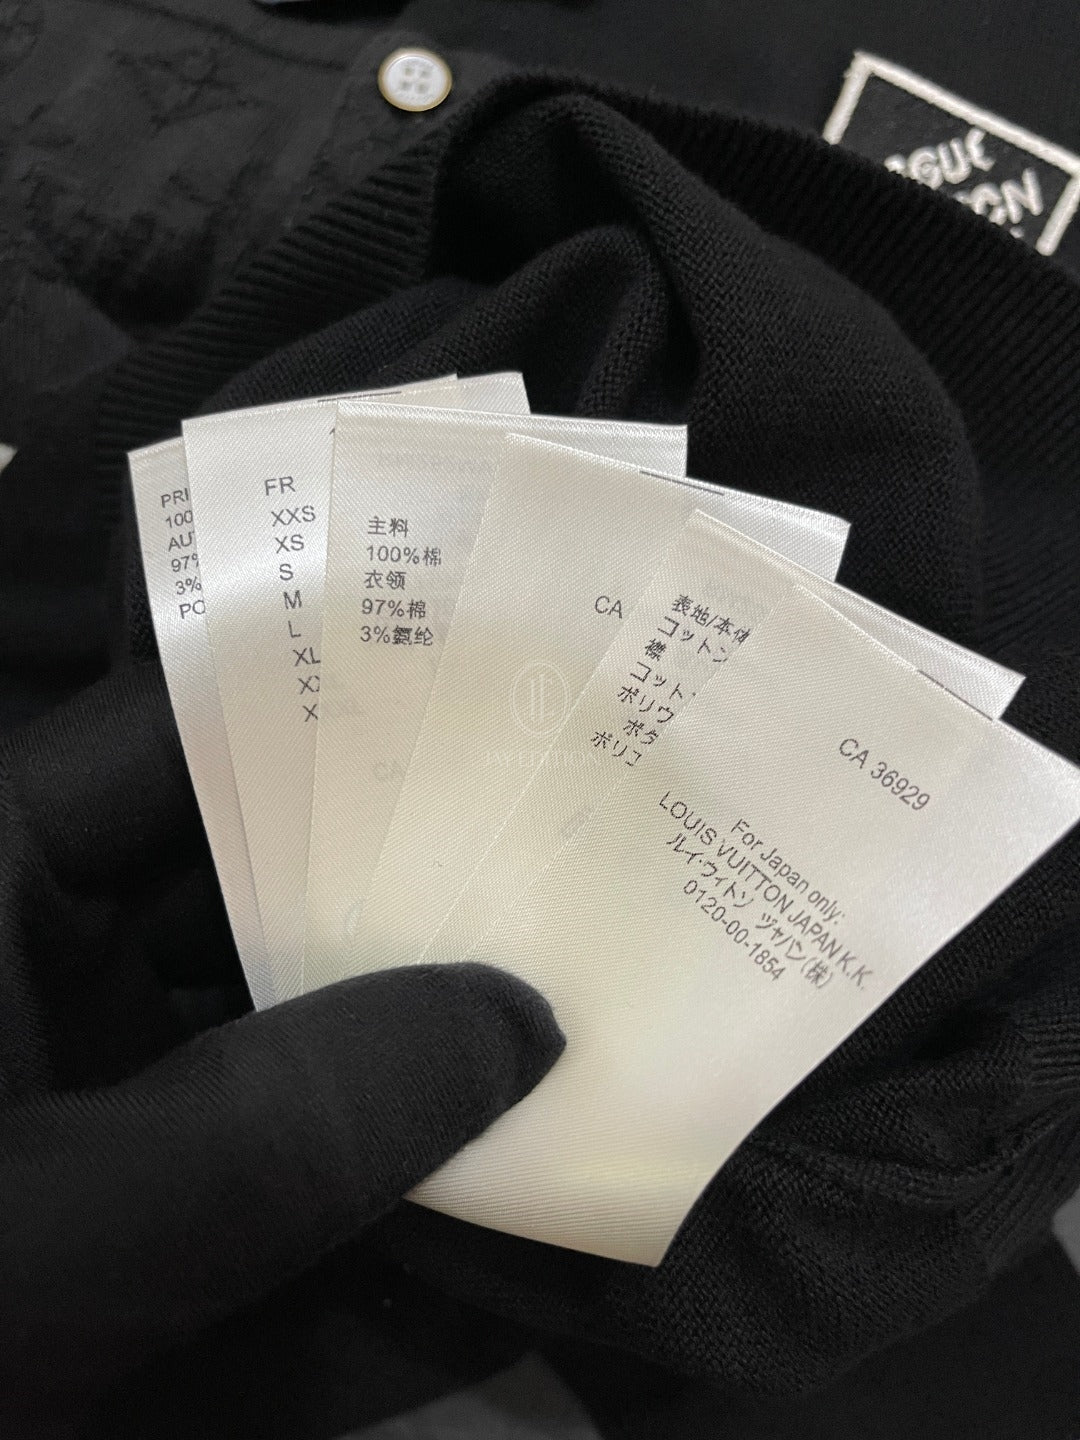 GUE
PRI
100
AU
97%
3%
PO
FR
XXS
XS
S
M
L
XL
XX
X
主料
100%棉
衣领
97%棉
3%氨纶
CA
表地/本体
コットン
襟
コット
ポリウ
ボタ
ポリコ
CA 36929
For Japan only:
LOUIS VUITTON JAPAN K.K.
ルイ・ヴィトン ジャパン(株)
0120-00-1854